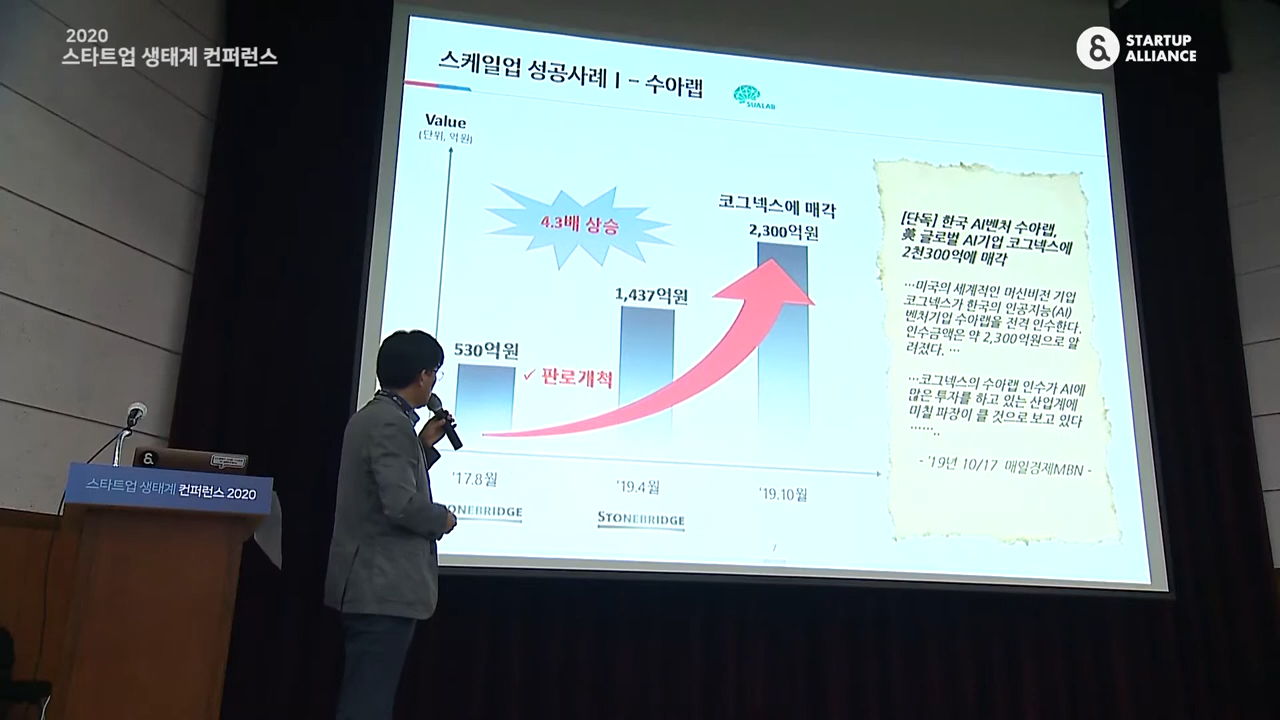 2020
스타트업 생태계 컨퍼런스
&
STARTUP
ALLIANCE
스케일업 성공사례 I - 수아랩
SUALAB
Value
(단위, 억원)
4.3배 상승
코그넥스에 매각
2,300억원
1,437억원
530억원
✓ 판로개척
'17.8월
'19.4월
'19.10월
ONEBRIDGE
STONEBRIDGE
[단독] 한국 AI벤처 수아랩,
美 글로벌 AI기업 코그넥스에
2천300억에 매각
…미국의 세계적인 머신비전 기업
코그넥스가 한국의 인공지능(AI)
벤처기업 수아랩을 전격 인수한다.
인수금액은 약 2,300억원으로 알
려졌다. …
…코그넥스의 수아랩 인수가 AI에
많은 투자를 하고 있는 산업계에
미칠 파장이 클 것으로 보고 있다
……..
- '19년 10/17 매일경제MBN -
스타트업 생태계 컨퍼런스 2020